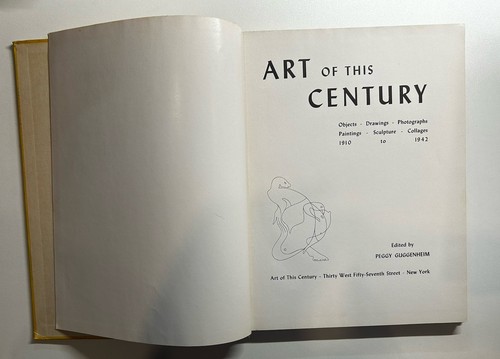 ART OF THIS
CENTURY
Objects · Drawings · Photographs
Paintings · Sculpture · Collages
1910 to 1942
Edited by
PEGGY GUGGENHEIM
Art of This Century · Thirty West Fifty-Seventh Street · New York